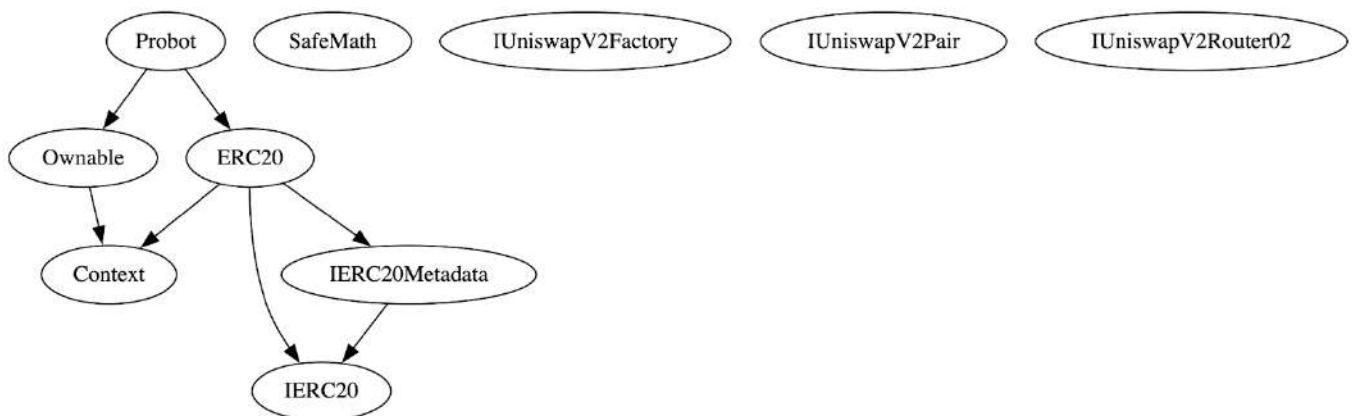 Probot SafeMath IUniswapV2Factory IUniswapV2Pair IUniswapV2Router02
Ownable ERC20
Context IERC20Metadata
IERC20